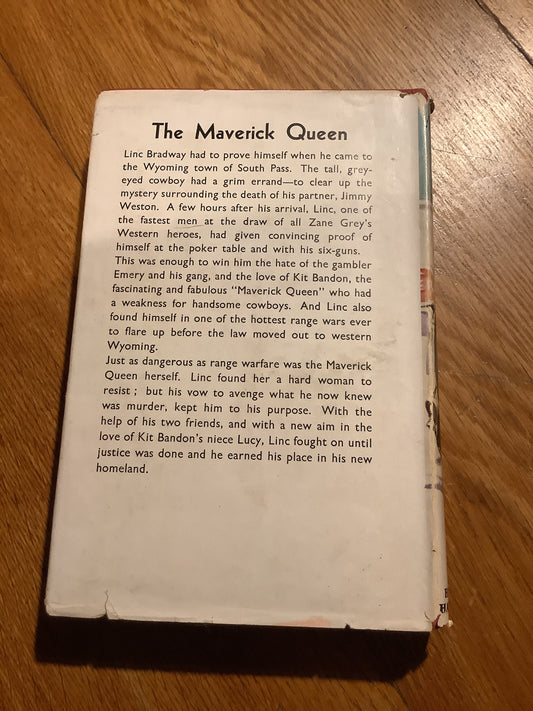 The Maverick Queen
Linc Bradway had to prove himself when he came to
the Wyoming town of South Pass. The tall, grey-
eyed cowboy had a grim errand—to clear up the
mystery surrounding the death of his partner, Jimmy
Weston. A few hours after his arrival, Linc, one of
the fastest men at the draw of all Zane Grey's
Western heroes, had given convincing proof of
himself at the poker table and with his six-guns.
This was enough to win him the hate of the gambler
Emery and his gang, and the love of Kit Bandon, the
fascinating and fabulous "Maverick Queen" who had
a weakness for handsome cowboys. And Linc also
found himself in one of the hottest range wars ever
to flare up before the law moved out to western
Wyoming.
Just as dangerous as range warfare was the Maverick
Queen herself. Linc found her a hard woman to
resist ; but his vow to avenge what he now knew
was murder, kept him to his purpose. With the
help of his two friends, and with a new aim in the
love of Kit Bandon's niece Lucy, Linc fought on until
justice was done and he earned his place in his new
homeland.